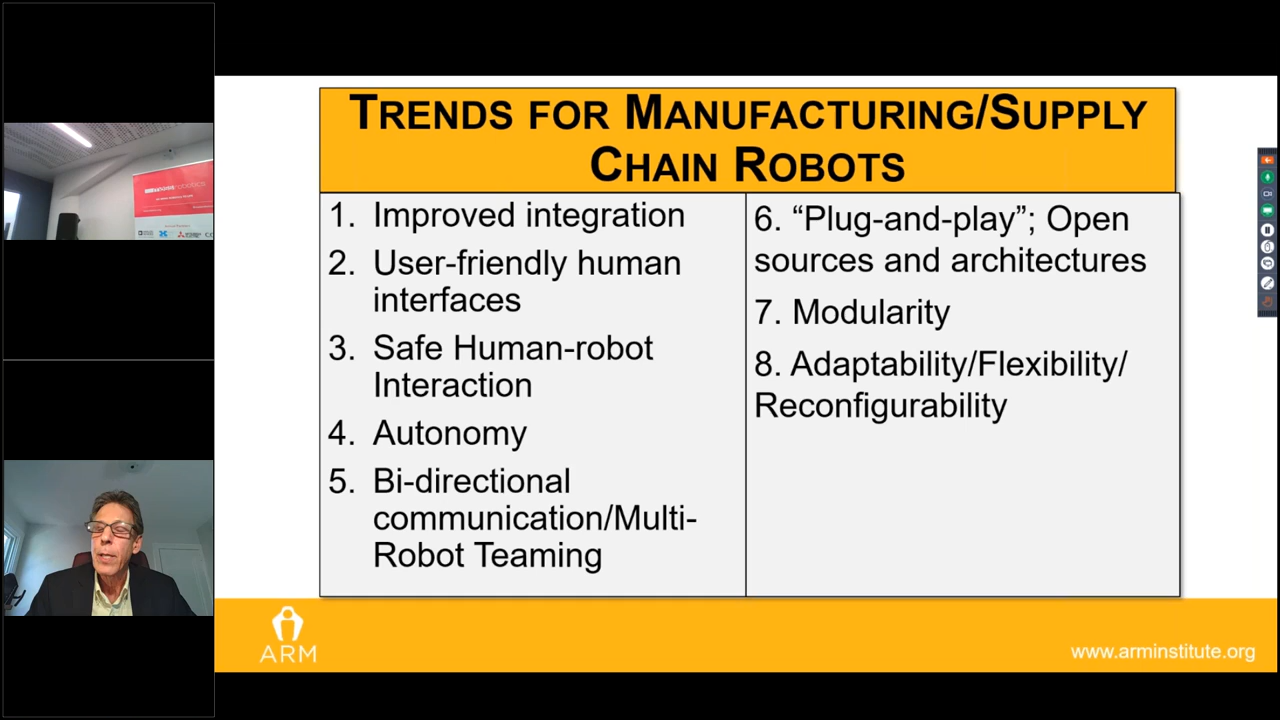 TRENDS FOR MANUFACTURING/SUPPLY
CHAIN ROBOTS
1. Improved integration
2. User-friendly human
interfaces
3. Safe Human-robot
Interaction
4. Autonomy
5. Bi-directional
communication/Multi-
Robot Teaming
6. “Plug-and-play”; Open
sources and architectures
7. Modularity
8. Adaptability/Flexibility/
Reconfigurability
ARM
www.arminstitute.org